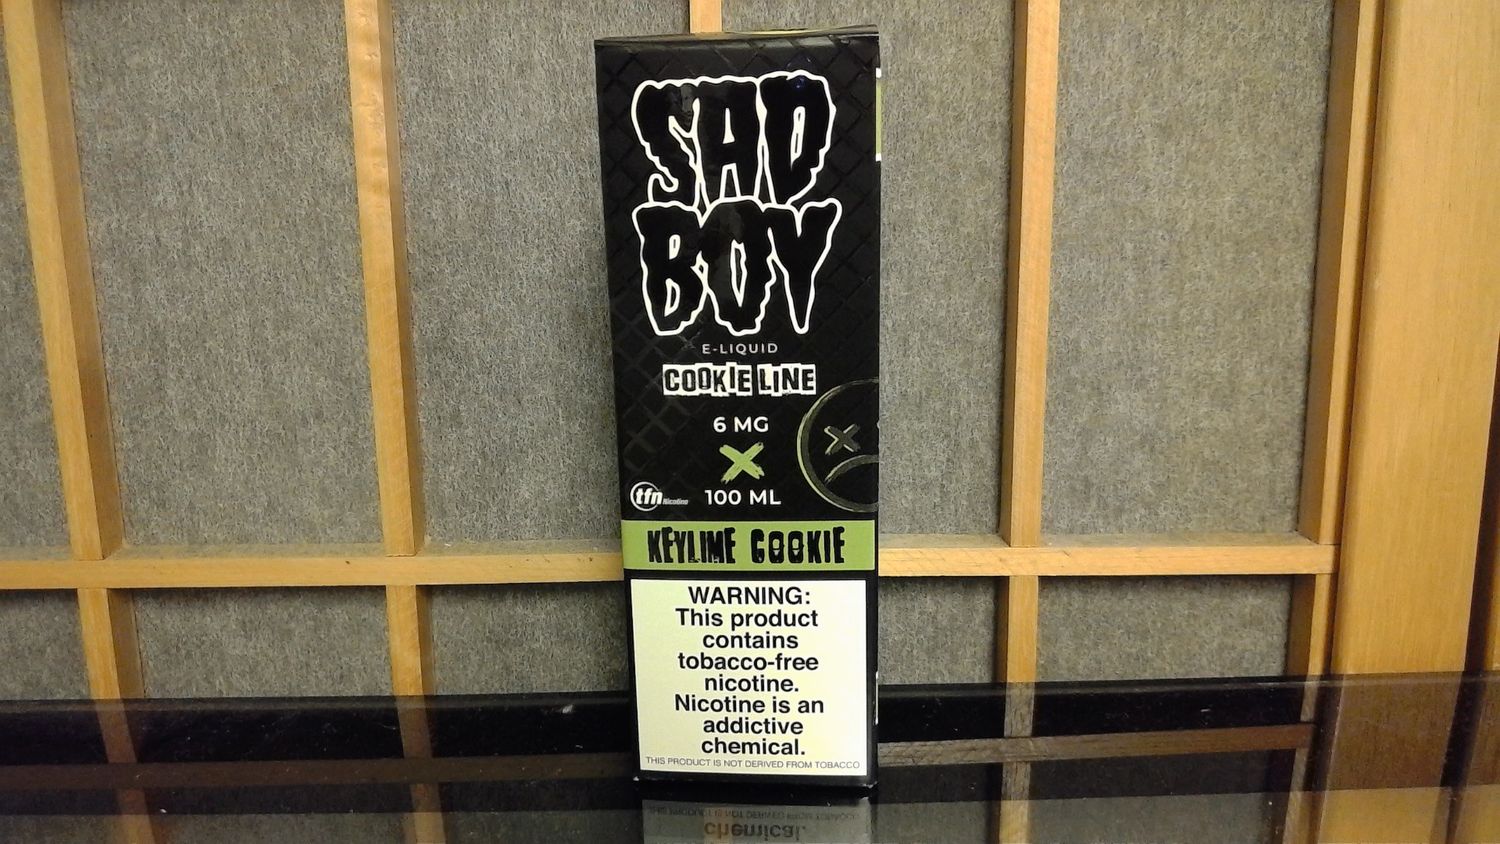 SAD
BOY
E-LIQUID
COOKIE LINE
6 MG
X
100 ML
tfn Nicotine
KEYLIME COOKIE
WARNING:
This product
contains
tobacco-free
nicotine.
Nicotine is an
addictive
chemical.
THIS PRODUCT IS NOT DERIVED FROM TOBACCO